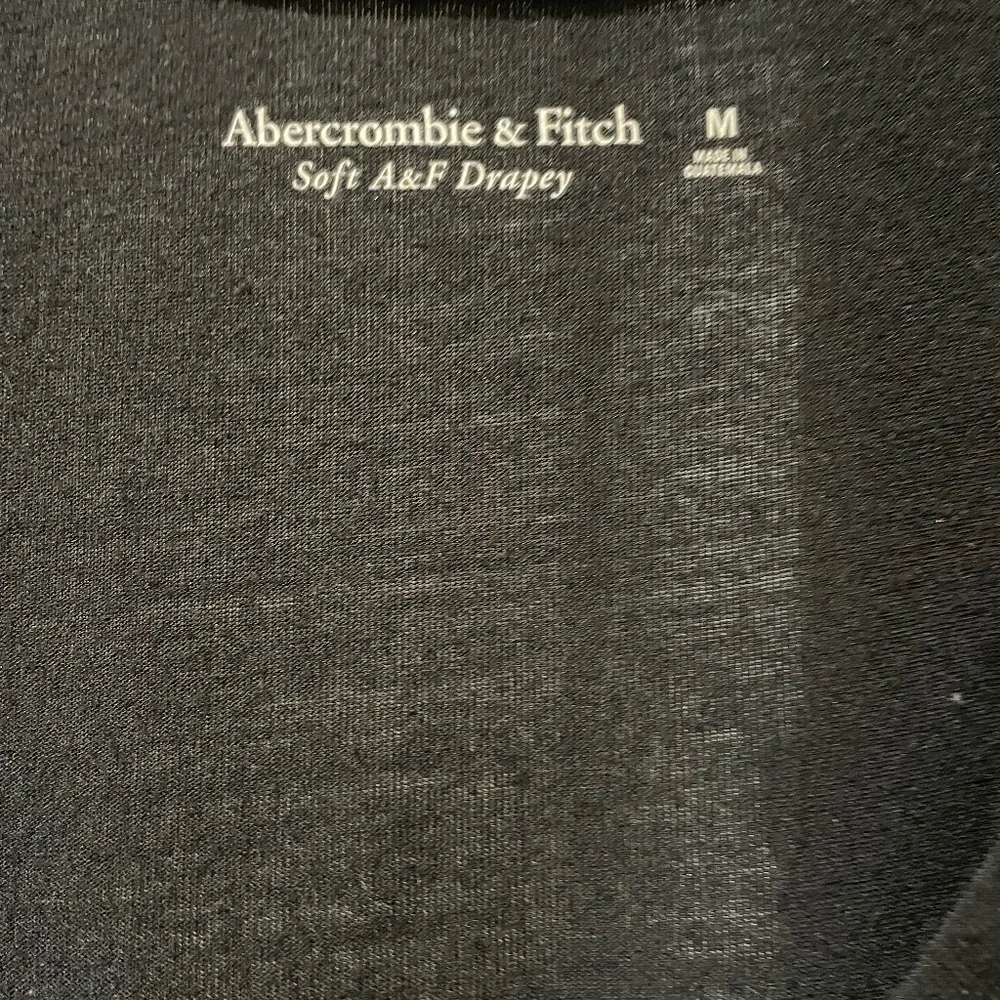 Abercrombie & Fitch
Soft A&F Drapey
M
MADE IN
GUATEMALA